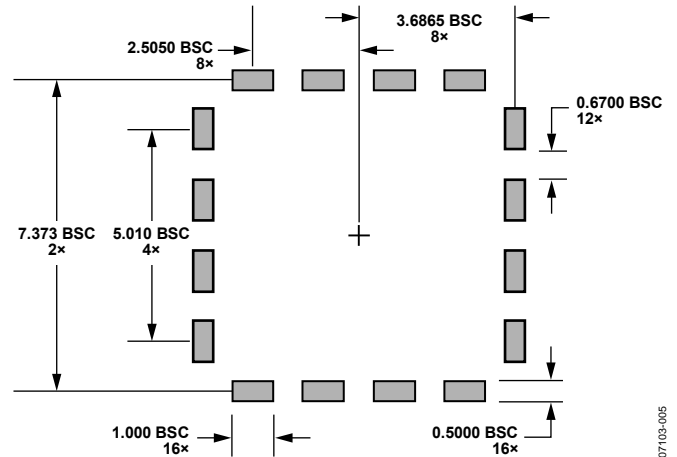 2.5050 BSC
8×
3.6865 BSC
8×
0.6700 BSC
12×
7.373 BSC
2×
5.010 BSC
4×
1.000 BSC
16×
0.5000 BSC
16×
07103-005